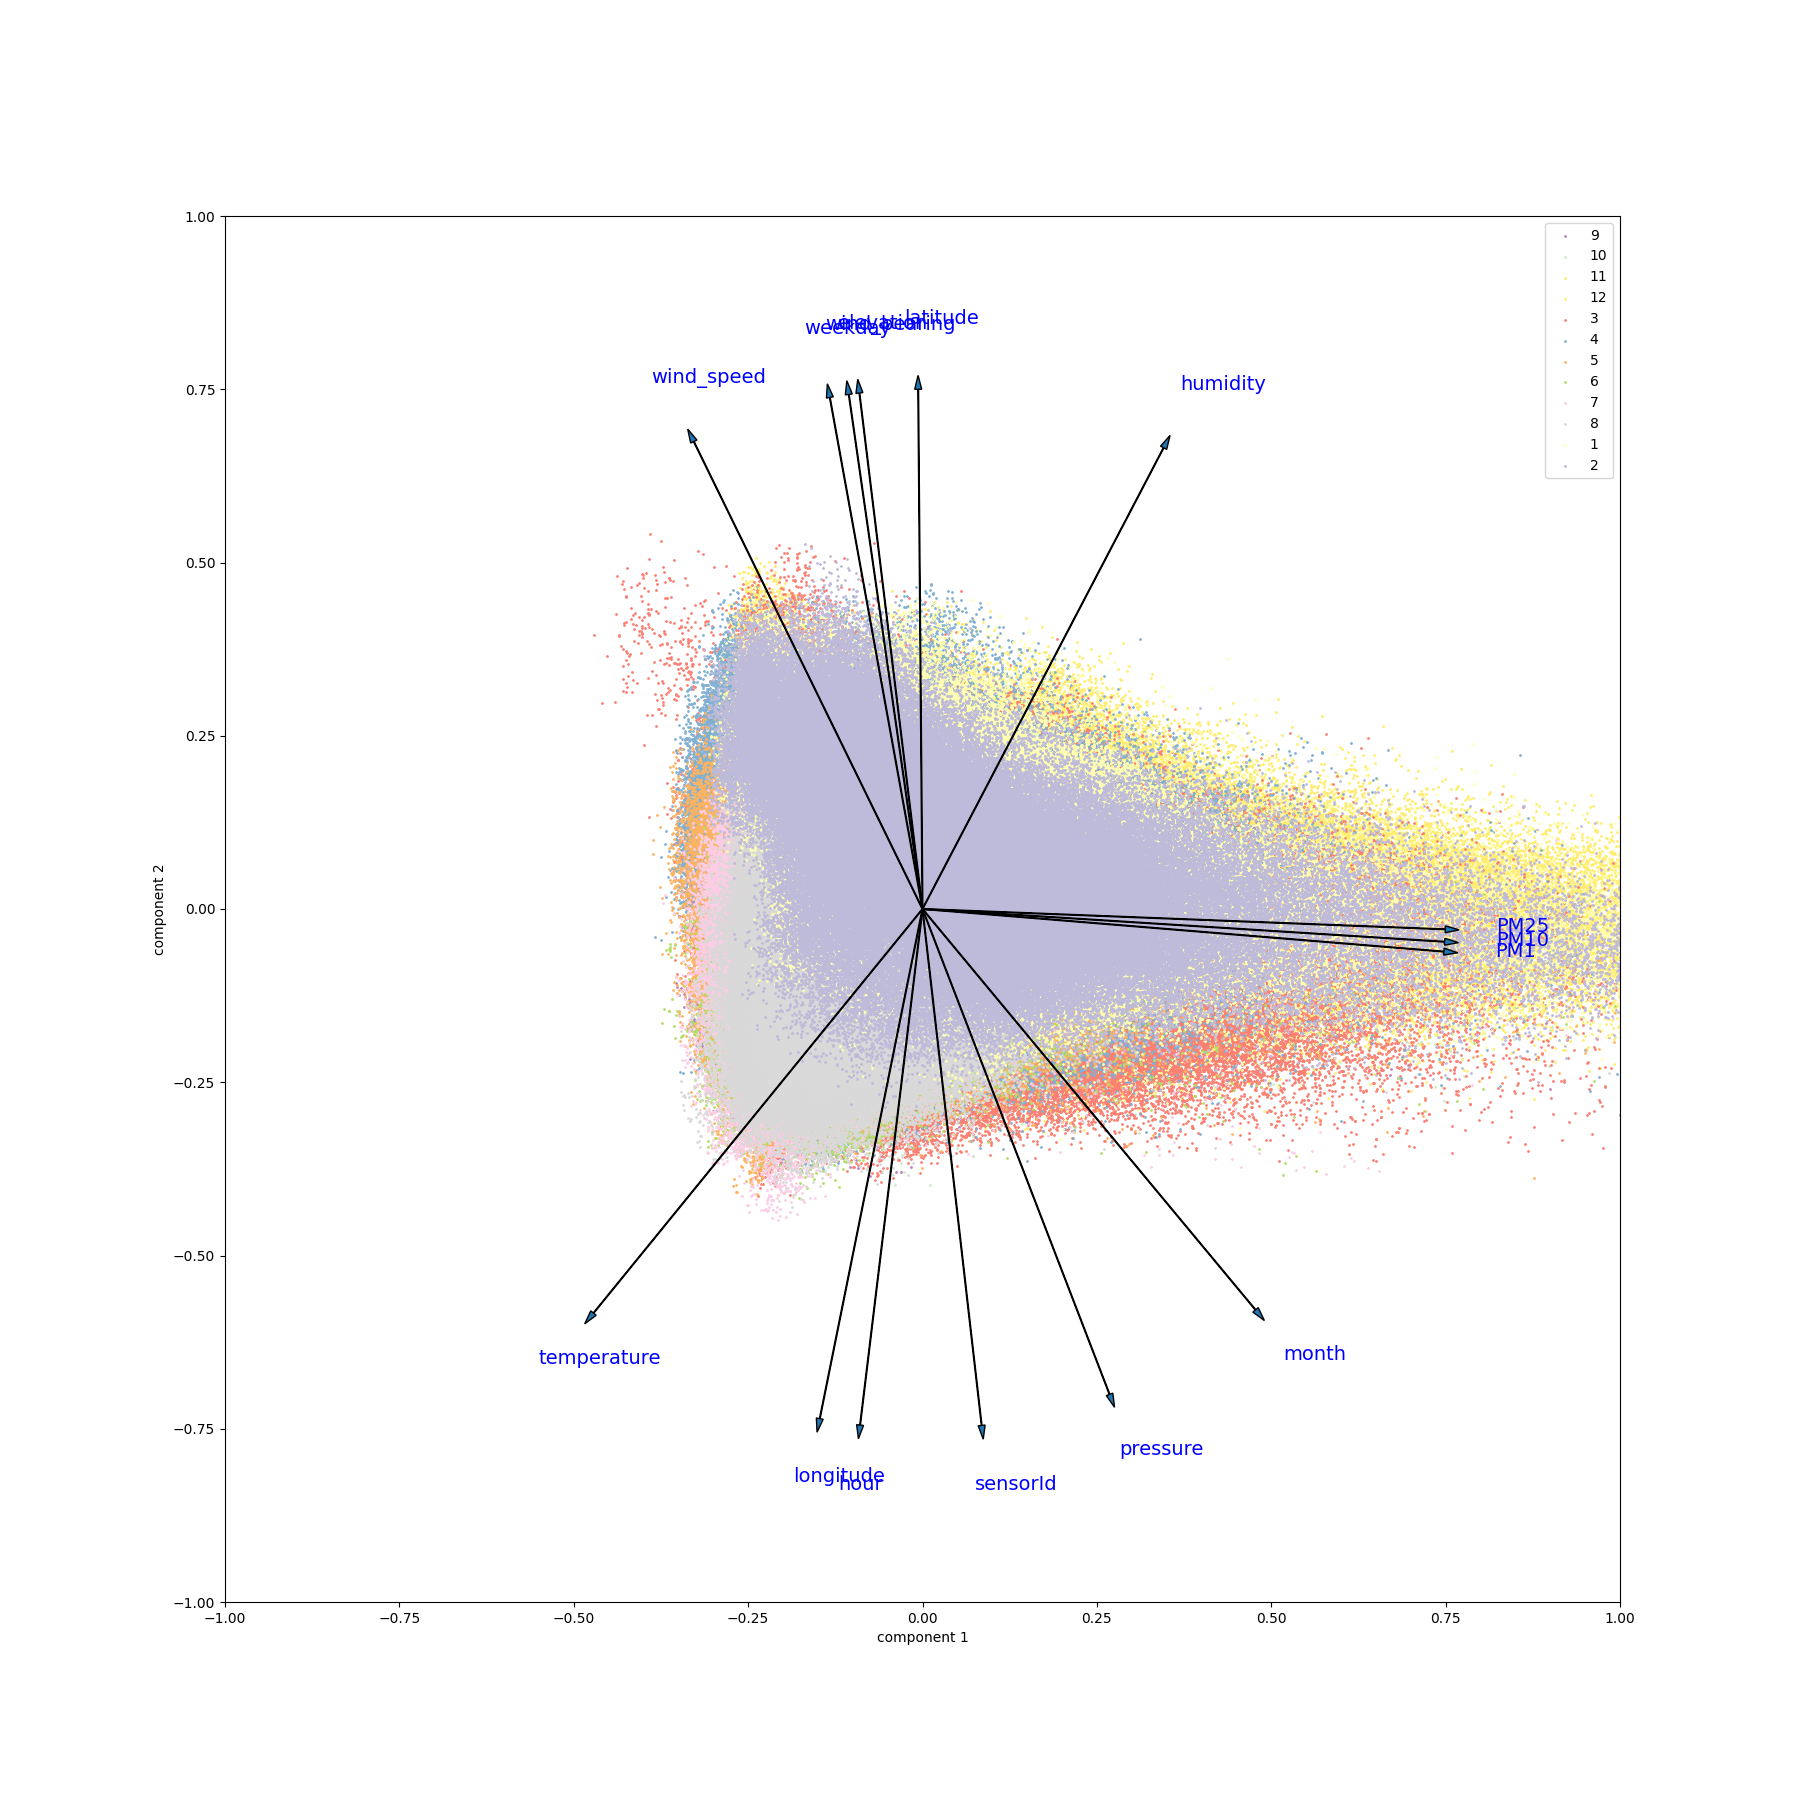 1.00
0.75
0.50
0.25
0.00
−0.25
−0.50
−0.75
−1.00
component 2
−1.00
−0.75
−0.50
−0.25
0.00
0.25
0.50
0.75
1.00
component 1
9
10
11
12
3
4
5
6
7
8
1
2
latitude
elevation
wind_bearing
weekday
wind_speed
humidity
PM25
PM10
PM1
temperature
month
pressure
longitude
hour
sensorId